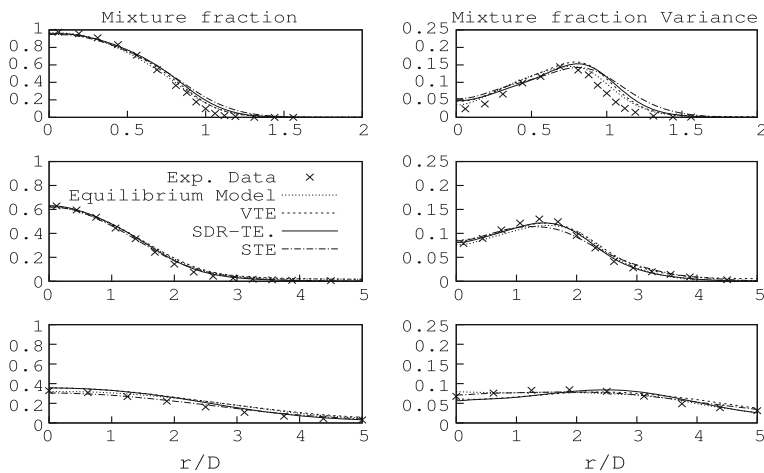 Mixture fraction
Mixture fraction Variance
1
0.8
0.6
0.4
0.2
0
0 0.5 1 1.5 2
0.25
0.2
0.15
0.1
0.05
0
0 0.5 1 1.5 2
1
0.8
0.6
0.4
0.2
0
Exp. Data
Equilibrium Model
VTE
SDR-TE.
STE
0 1 2 3 4 5
0.25
0.2
0.15
0.1
0.05
0
0 1 2 3 4 5
1
0.8
0.6
0.4
0.2
0
0 1 2 3 4 5
r/D
0.25
0.2
0.15
0.1
0.05
0
0 1 2 3 4 5
r/D